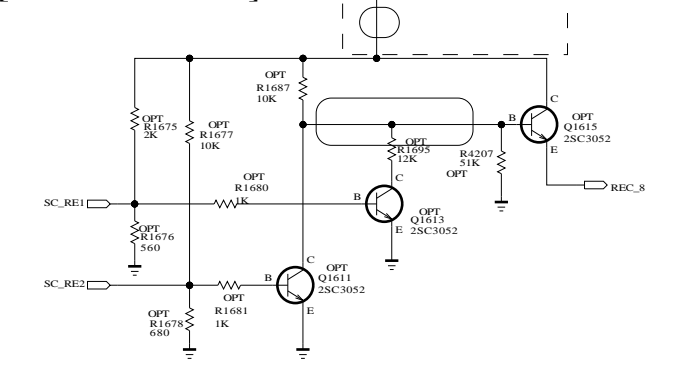 OPT
R1687
10K
OPT
R1675
2K
OPT
R1677
10K
C
B
OPT
Q1615
2SC3052
E
OPT
R1695
12K
R4207
51K
OPT
OPT
R1680
1K
C
REC_8
SC_RE1
B
OPT
Q1613
2SC3052
E
OPT
R1676
560
C
OPT
Q1611
2SC3052
B
SC_RE2
E
OPT
R1681
1K
OPT
R1678
680